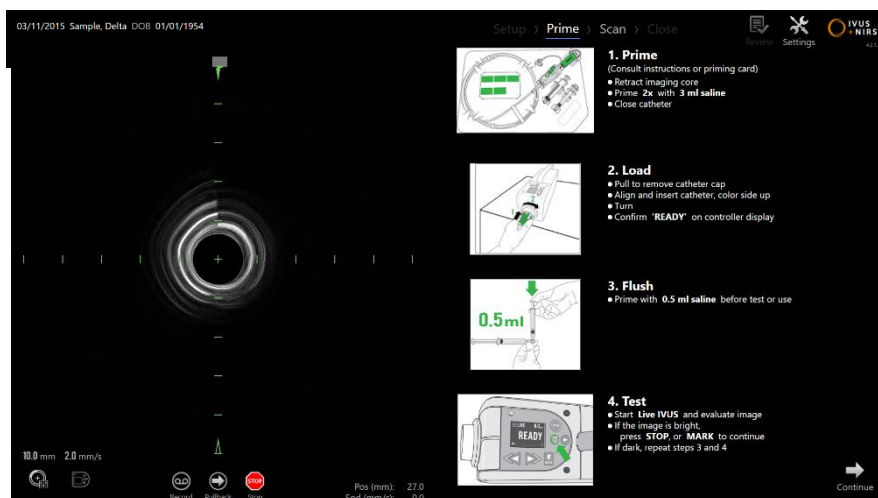 03/11/2015 Sample, Delta DOB 01/01/1954
Setup › Prime › Scan › Close
Review
Settings
IVUS
+NIRS
1. Prime
(Consult instructions or priming card)
• Retract imaging core
• Prime 2x with 3 ml saline
• Close catheter
2. Load
• Pull to remove catheter cap
• Align and insert catheter, color side up
• Turn
• Confirm 'READY' on controller display
3. Flush
• Prime with 0.5 ml saline before test or use
0.5ml
4. Test
• Start Live IVUS and evaluate image
• If the image is bright,
press STOP, or MARK to continue
• If dark, repeat steps 3 and 4
LIVE
READY
10.0 mm 2.0 mm/s
Record
Pullback
STOP
Stop
Pos (mm): 27.0
Spd (mm/s): 0.0
Continue